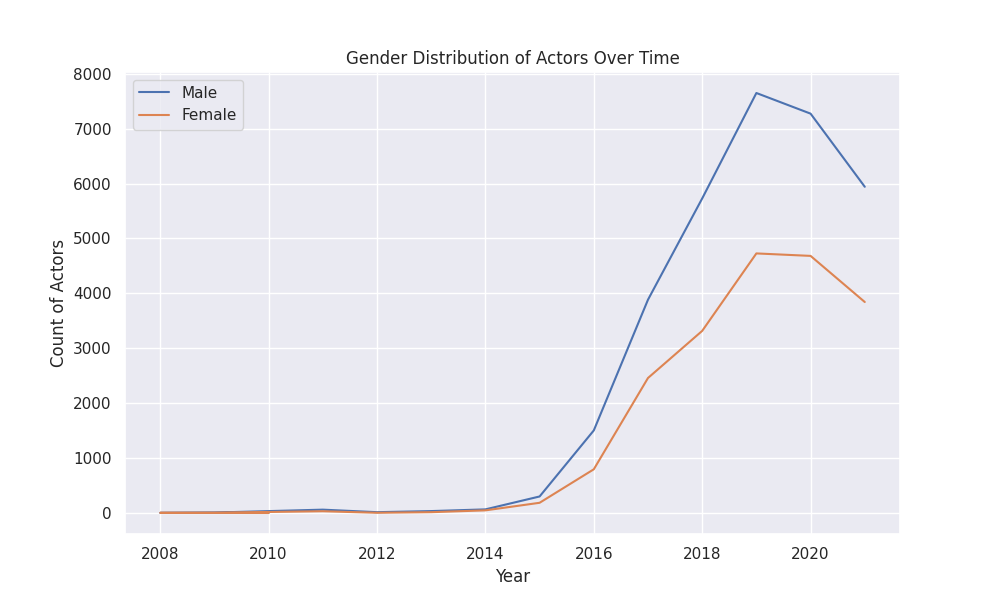 Gender Distribution of Actors Over Time
Male
Female
Count of Actors
8000
7000
6000
5000
4000
3000
2000
1000
0
2008 2010 2012 2014 2016 2018 2020
Year